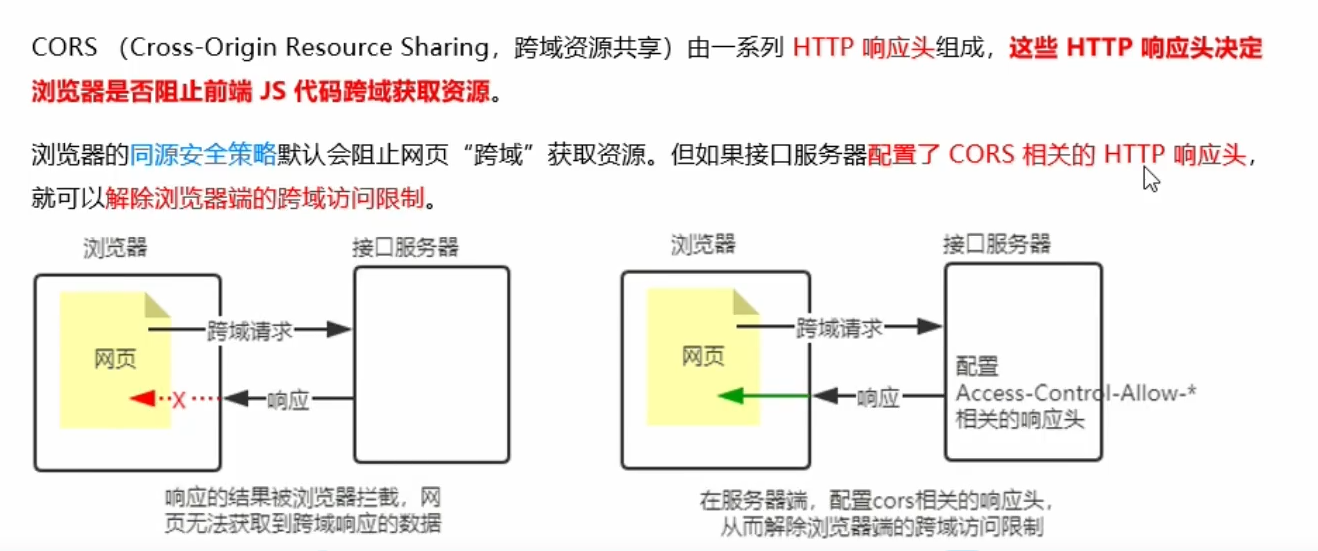 CORS （Cross-Origin Resource Sharing，跨域资源共享）由一系列 HTTP 响应头组成，这些 HTTP 响应头决定
浏览器是否阻止前端 JS 代码跨域获取资源。
浏览器的同源安全策略默认会阻止网页“跨域”获取资源。但如果接口服务器配置了 CORS 相关的 HTTP 响应头，
就可以解除浏览器端的跨域访问限制。
浏览器
接口服务器
网页
跨域请求
X
响应
响应的结果被浏览器拦截，网
页无法获取到跨域响应的数据
浏览器
接口服务器
网页
跨域请求
响应
配置
Access-Control-Allow-*
相关的响应头
在服务器端，配置cors相关的响应头，
从而解除浏览器端的跨域访问限制